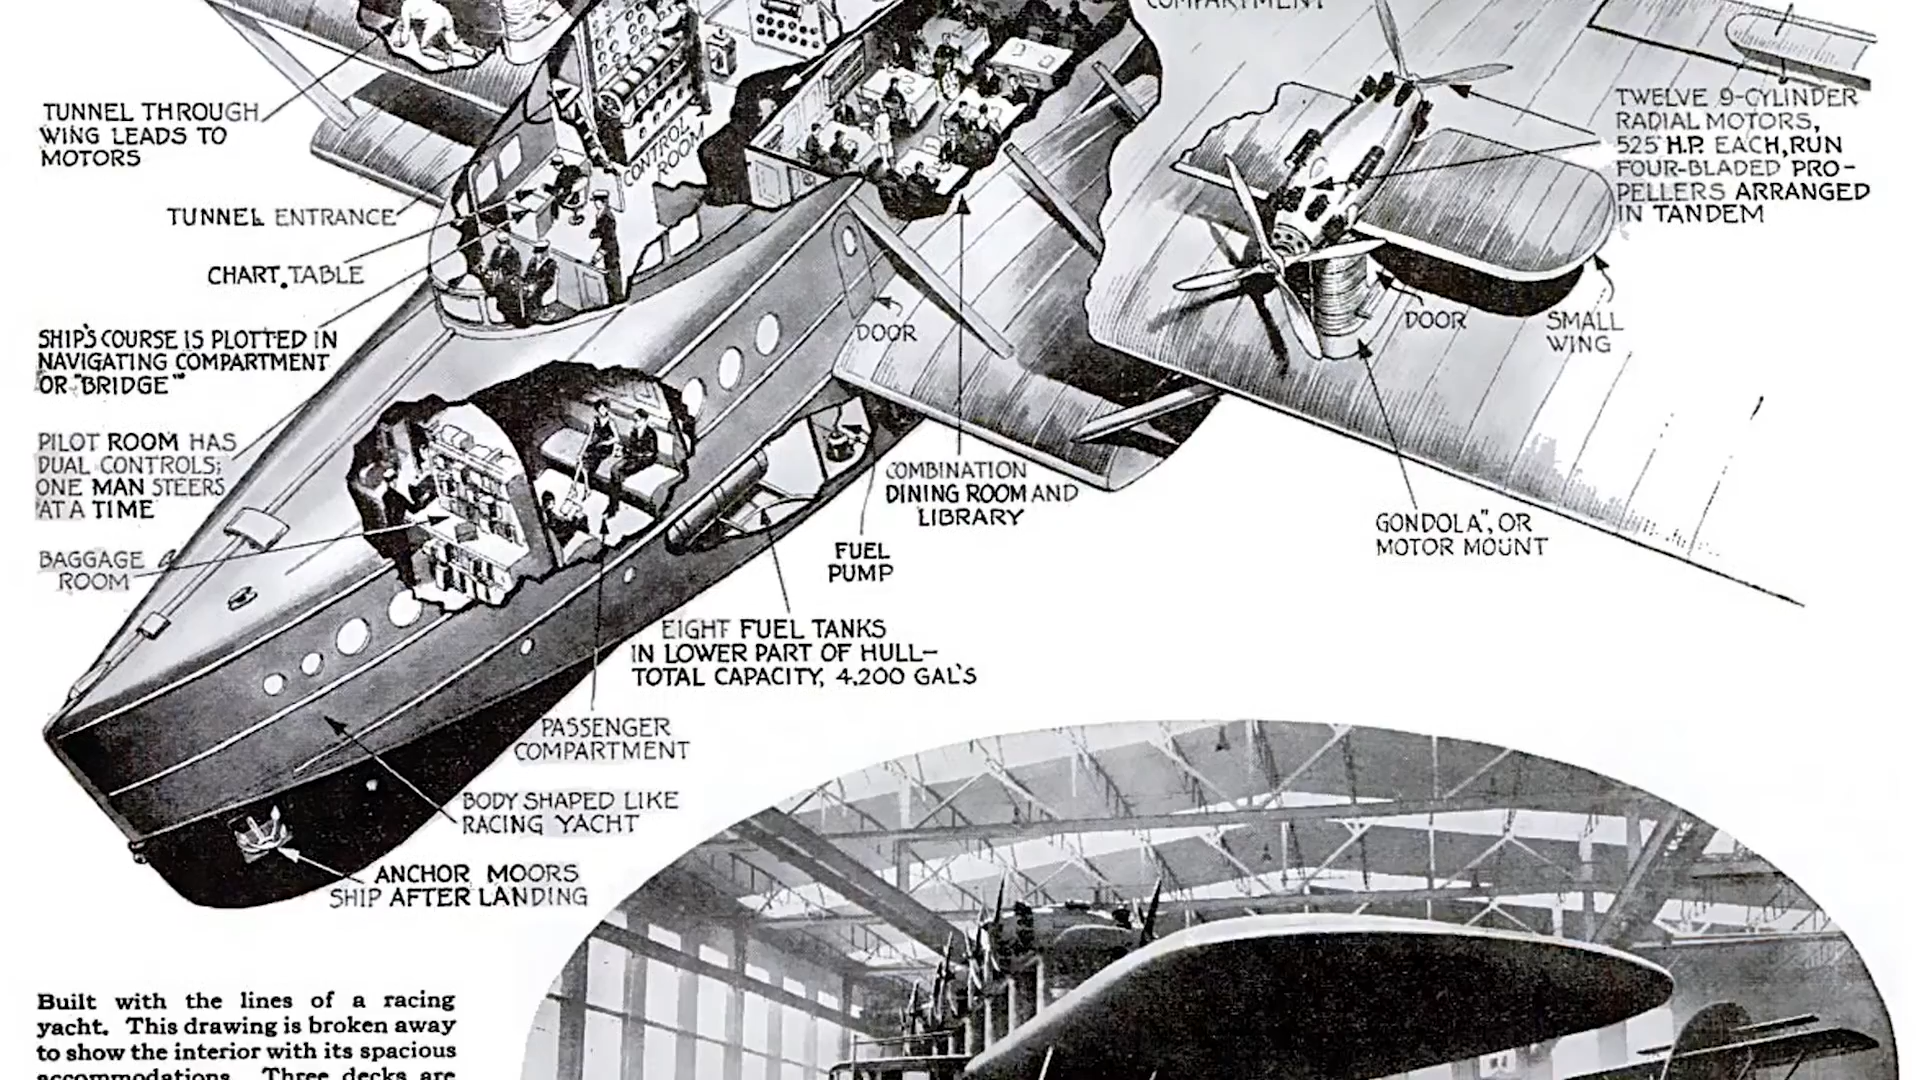 COMPARTMENT
TUNNEL THROUGH
WING LEADS TO
MOTORS
TUNNEL ENTRANCE
CHART TABLE
SHIP'S COURSE IS PLOTTED IN
NAVIGATING COMPARTMENT
OR "BRIDGE"
PILOT ROOM HAS
DUAL CONTROLS;
ONE MAN STEERS
AT A TIME
BAGGAGE
ROOM
CONTROL
ROOM
DOOR
TWELVE 9-CYLINDER
RADIAL MOTORS,
525 H.P. EACH, RUN
FOUR-BLADED PRO-
PELLERS ARRANGED
IN TANDEM
DOOR
SMALL
WING
GONDOLA", OR
MOTOR MOUNT
COMBINATION
DINING ROOM AND
LIBRARY
FUEL
PUMP
EIGHT FUEL TANKS
IN LOWER PART OF HULL-
TOTAL CAPACITY, 4,200 GAL'S
PASSENGER
COMPARTMENT
BODY SHAPED LIKE
RACING YACHT
ANCHOR MOORS
SHIP AFTER LANDING
Built with the lines of a racing
yacht. This drawing is broken away
to show the interior with its spacious
accommodations. Three decks are